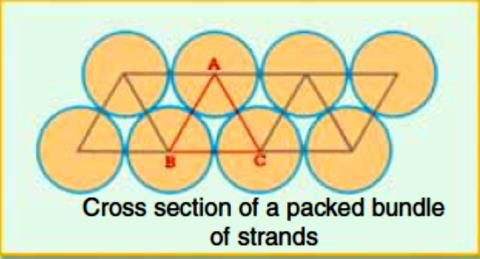 A
B C
Cross section of a packed bundle
of strands